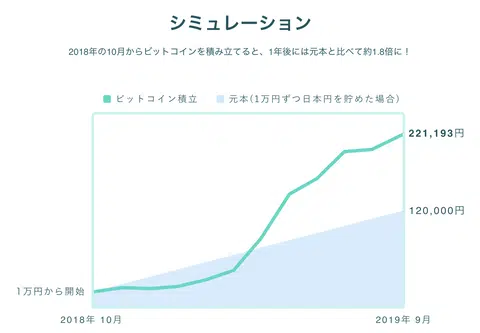 シミュレーション
2018年の10月からビットコインを積み立てると、1年後には元本と比べて約1.8倍に！
ビットコイン積立 元本(1万円ずつ日本円を貯めた場合)
221,193円
120,000円
1万円から開始
2018年 10月 2019年 9月